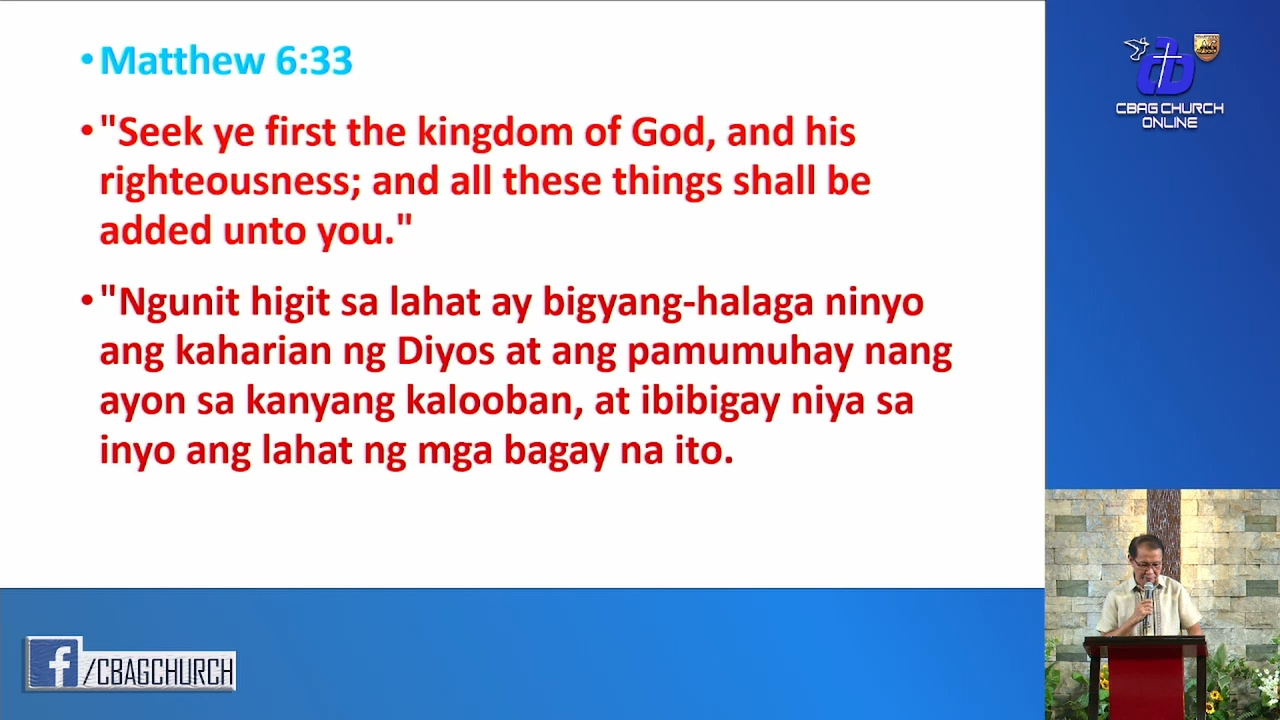 •Matthew 6:33
•"Seek ye first the kingdom of God, and his
righteousness; and all these things shall be
added unto you."
•"Ngunit higit sa lahat ay bigyang-halaga ninyo
ang kaharian ng Diyos at ang pamumuhay nang
ayon sa kanyang kalooban, at ibibigay niya sa
inyo ang lahat ng mga bagay na ito.
CBAG CHURCH
ONLINE
f/CBAGCHURCH